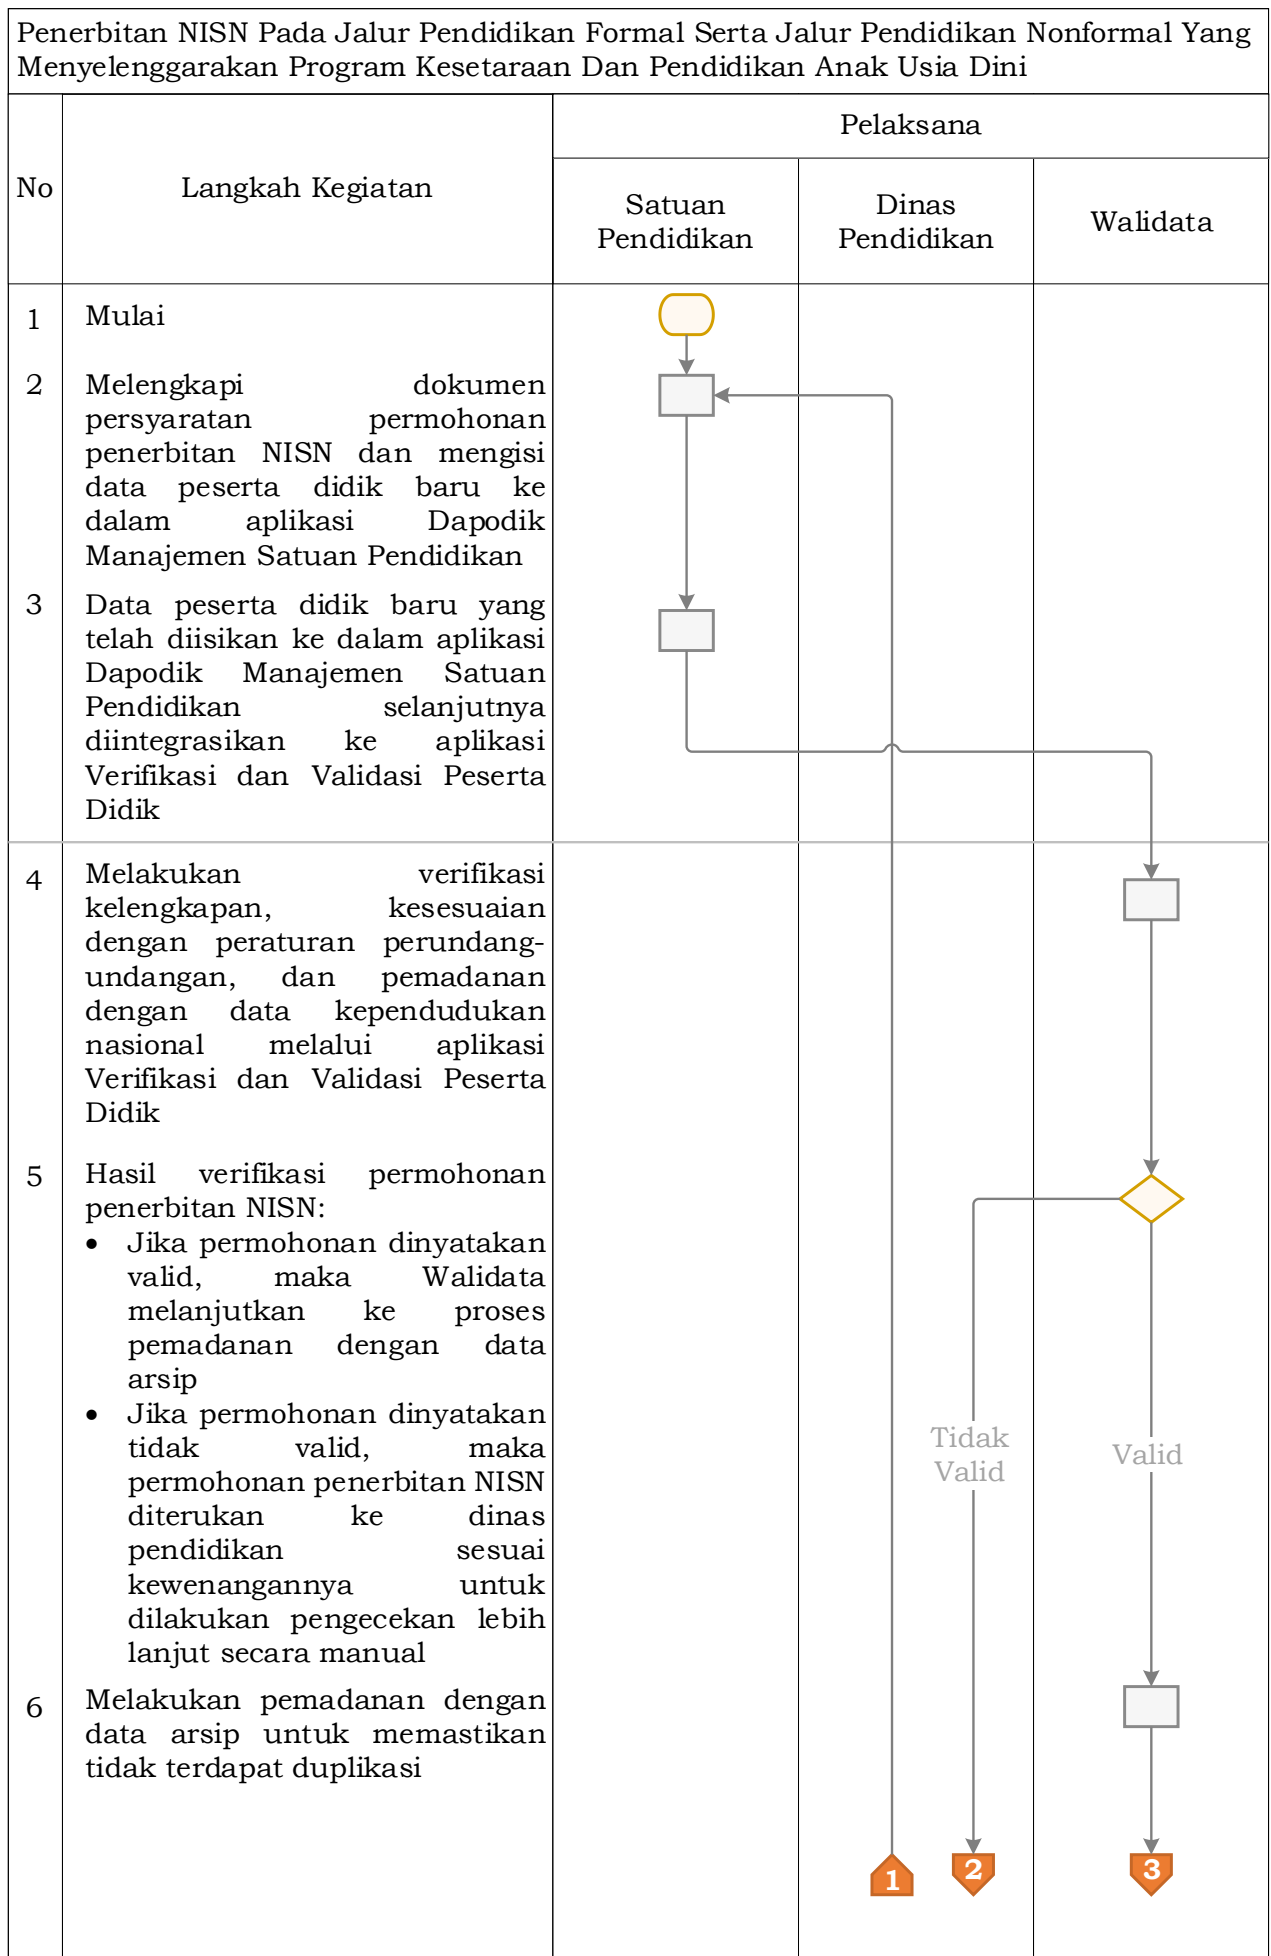 Penerbitan NISN Pada Jalur Pendidikan Formal Serta Jalur Pendidikan Nonformal Yang
Menyelenggarakan Program Kesetaraan Dan Pendidikan Anak Usia Dini
No
Langkah Kegiatan
Pelaksana
Satuan
Pendidikan
Dinas
Pendidikan
Walidata
1
Mulai
2
Melengkapi dokumen
persyaratan permohonan
penerbitan NISN dan mengisi
data peserta didik baru ke
dalam aplikasi Dapodik
Manajemen Satuan Pendidikan
3
Data peserta didik baru yang
telah diisikan ke dalam aplikasi
Dapodik Manajemen Satuan
Pendidikan selanjutnya
diintegrasikan ke aplikasi
Verifikasi dan Validasi Peserta
Didik
4
Melakukan verifikasi
kelengkapan, kesesuaian
dengan peraturan perundang-
undangan, dan pemadanan
dengan data kependudukan
nasional melalui aplikasi
Verifikasi dan Validasi Peserta
Didik
5
Hasil verifikasi permohonan
penerbitan NISN:
• Jika permohonan dinyatakan
valid, maka Walidata
melanjutkan ke proses
pemadanan dengan data
arsip
• Jika permohonan dinyatakan
tidak valid, maka
permohonan penerbitan NISN
diterukan ke dinas
pendidikan sesuai
kewenangannya untuk
dilakukan pengecekan lebih
lanjut secara manual
Tidak
Valid
Valid
6
Melakukan pemadanan dengan
data arsip untuk memastikan
tidak terdapat duplikasi
1
2
3